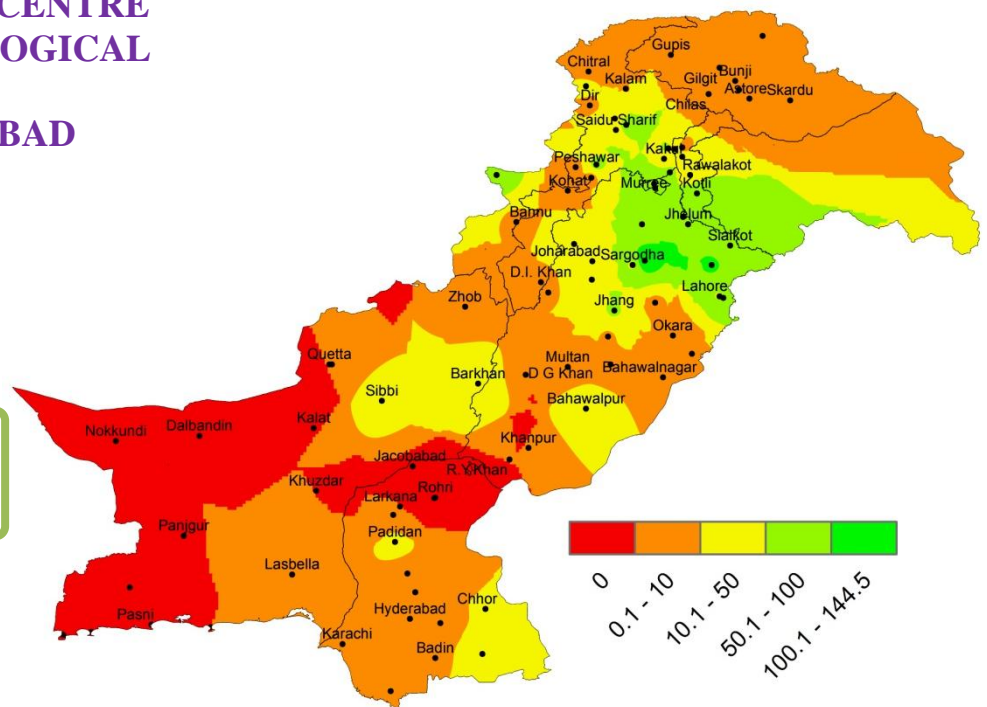 CENTRE
OGICAL
BAD
Gupis
Chitral
Bunji
Gilgit
Kalam
Astore
Skardu
Dir
Chilas
Saidu Sharif
Peshawar
Rawalakot
Kohat
Murree
Kotli
Bannu
Jhelum
Sialkot
Joharabad
Sargodha
D.I. Khan
Lahore
Zhob
Jhang
Okara
Quetta
Multan
Barkhan
D G Khan
Bahawalnagar
Sibbi
Bahawalpur
Nokkundi
Dalbandin
Kalat
Khanpur
Jacobabad
R.Y.Khan
Khuzdar
Rohri
Larkana
Panjgur
Padidan
Lasbella
Chhor
Hyderabad
Pasni
Karachi
Badin
0
0.1 - 10
10.1 - 50
50.1 - 100
100.1 - 144.5